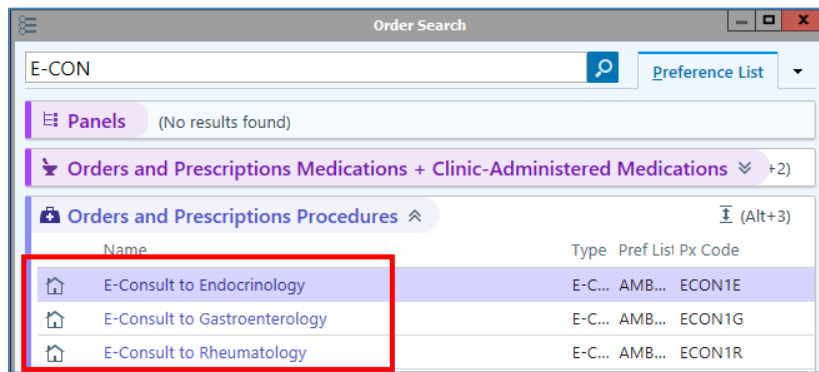 Order Search
E-CON
Preference List
Panels (No results found)
Orders and Prescriptions Medications + Clinic-Administered Medications +2)
Orders and Prescriptions Procedures (Alt+3)
Name Type Pref List Px Code
E-Consult to Endocrinology E-C... AMB... ECON1E
E-Consult to Gastroenterology E-C... AMB... ECON1G
E-Consult to Rheumatology E-C... AMB... ECON1R